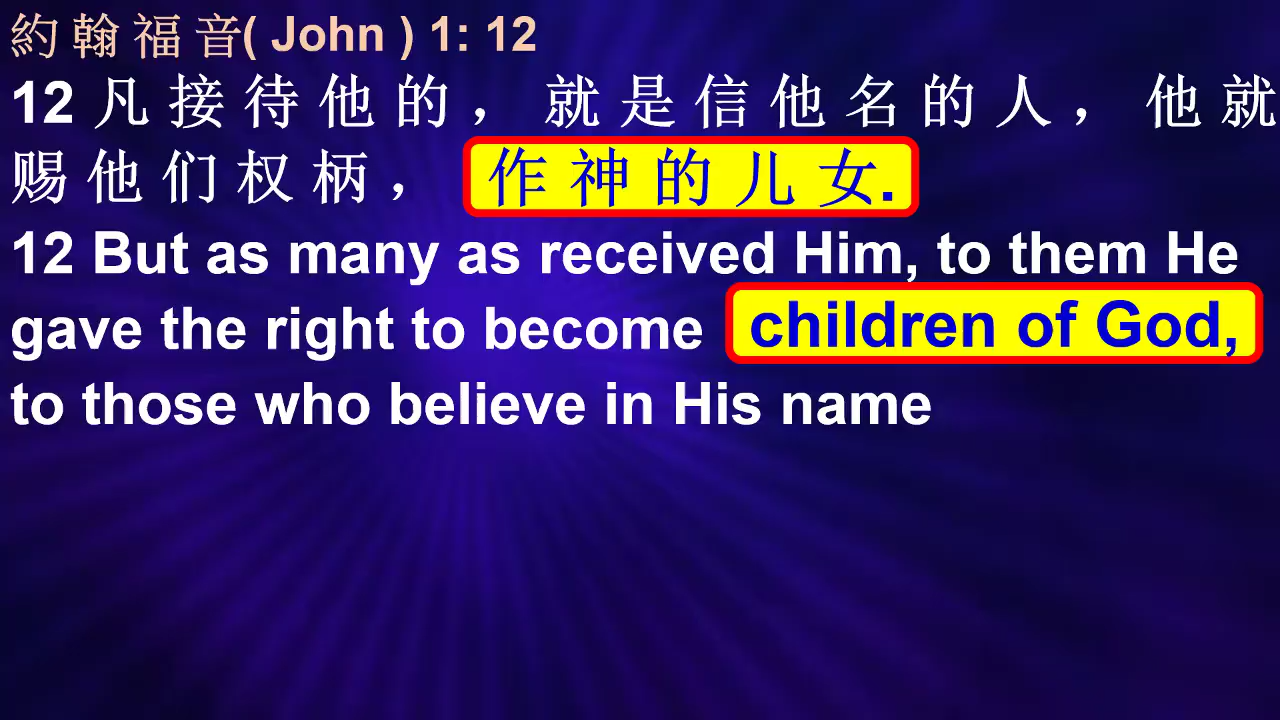 約翰福音( John ) 1: 12
12 凡接待他的，就是信他名的人，他就
赐他们权柄，作神的儿女.
12 But as many as received Him, to them He
gave the right to become children of God,
to those who believe in His name